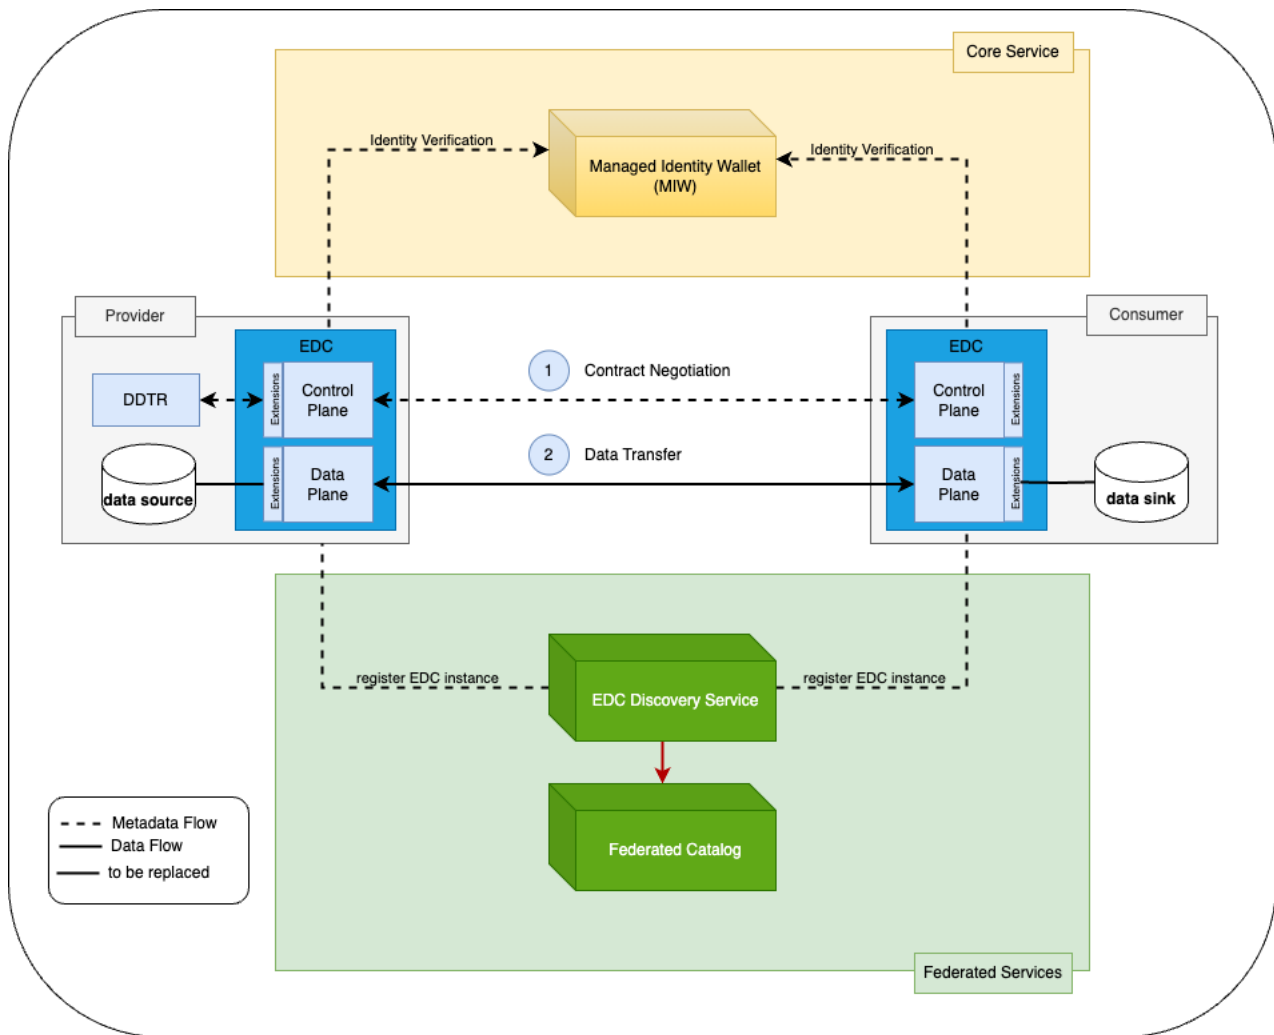 Core Service
Identity Verification
Managed Identity Wallet
(MIW)
Identity Verification
Provider
Consumer
EDC
EDC
DDTR
Extensions
Control
Plane
1
Contract Negotiation
Control
Plane
Extensions
data source
Extensions
Data
Plane
2
Data Transfer
Data
Plane
Extensions
data sink
register EDC instance
EDC Discovery Service
register EDC instance
Federated Catalog
Metadata Flow
Data Flow
to be replaced
Federated Services